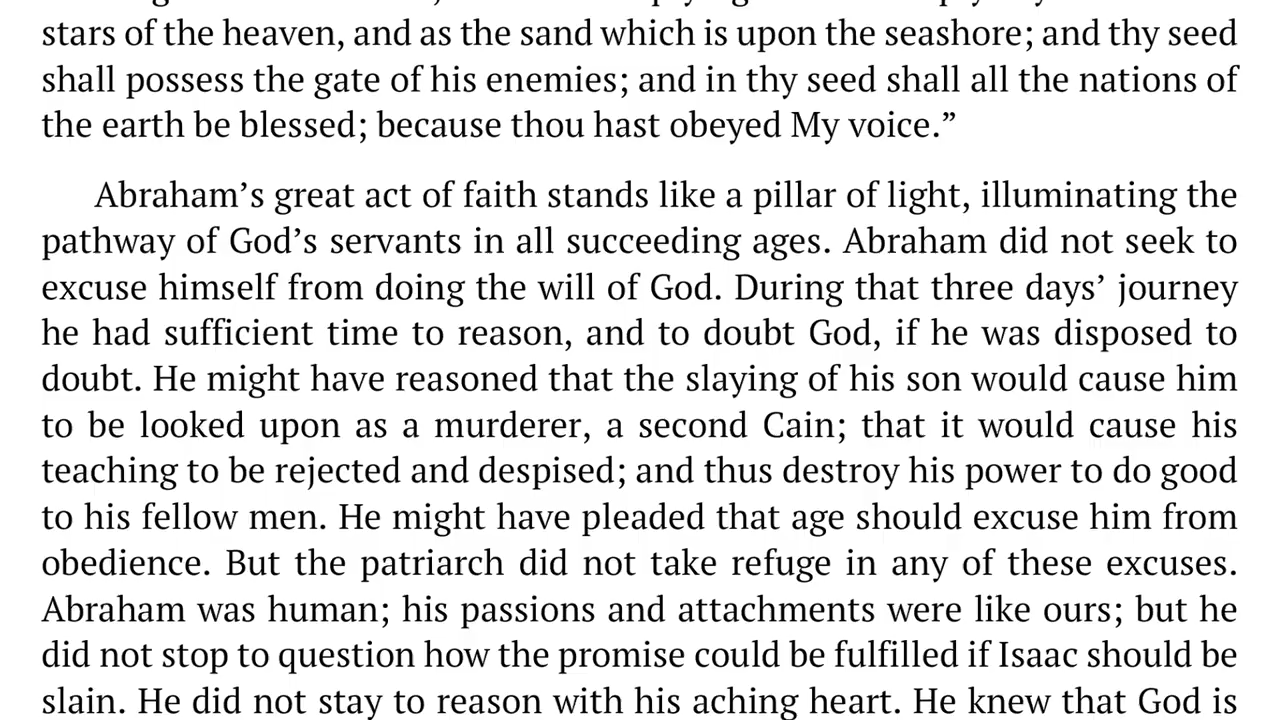 stars of the heaven, and as the sand which is upon the seashore; and thy seed
shall possess the gate of his enemies; and in thy seed shall all the nations of
the earth be blessed; because thou hast obeyed My voice.”
Abraham’s great act of faith stands like a pillar of light, illuminating the
pathway of God’s servants in all succeeding ages. Abraham did not seek to
excuse himself from doing the will of God. During that three days’ journey
he had sufficient time to reason, and to doubt God, if he was disposed to
doubt. He might have reasoned that the slaying of his son would cause him
to be looked upon as a murderer, a second Cain; that it would cause his
teaching to be rejected and despised; and thus destroy his power to do good
to his fellow men. He might have pleaded that age should excuse him from
obedience. But the patriarch did not take refuge in any of these excuses.
Abraham was human; his passions and attachments were like ours; but he
did not stop to question how the promise could be fulfilled if Isaac should be
slain. He did not stay to reason with his aching heart. He knew that God is